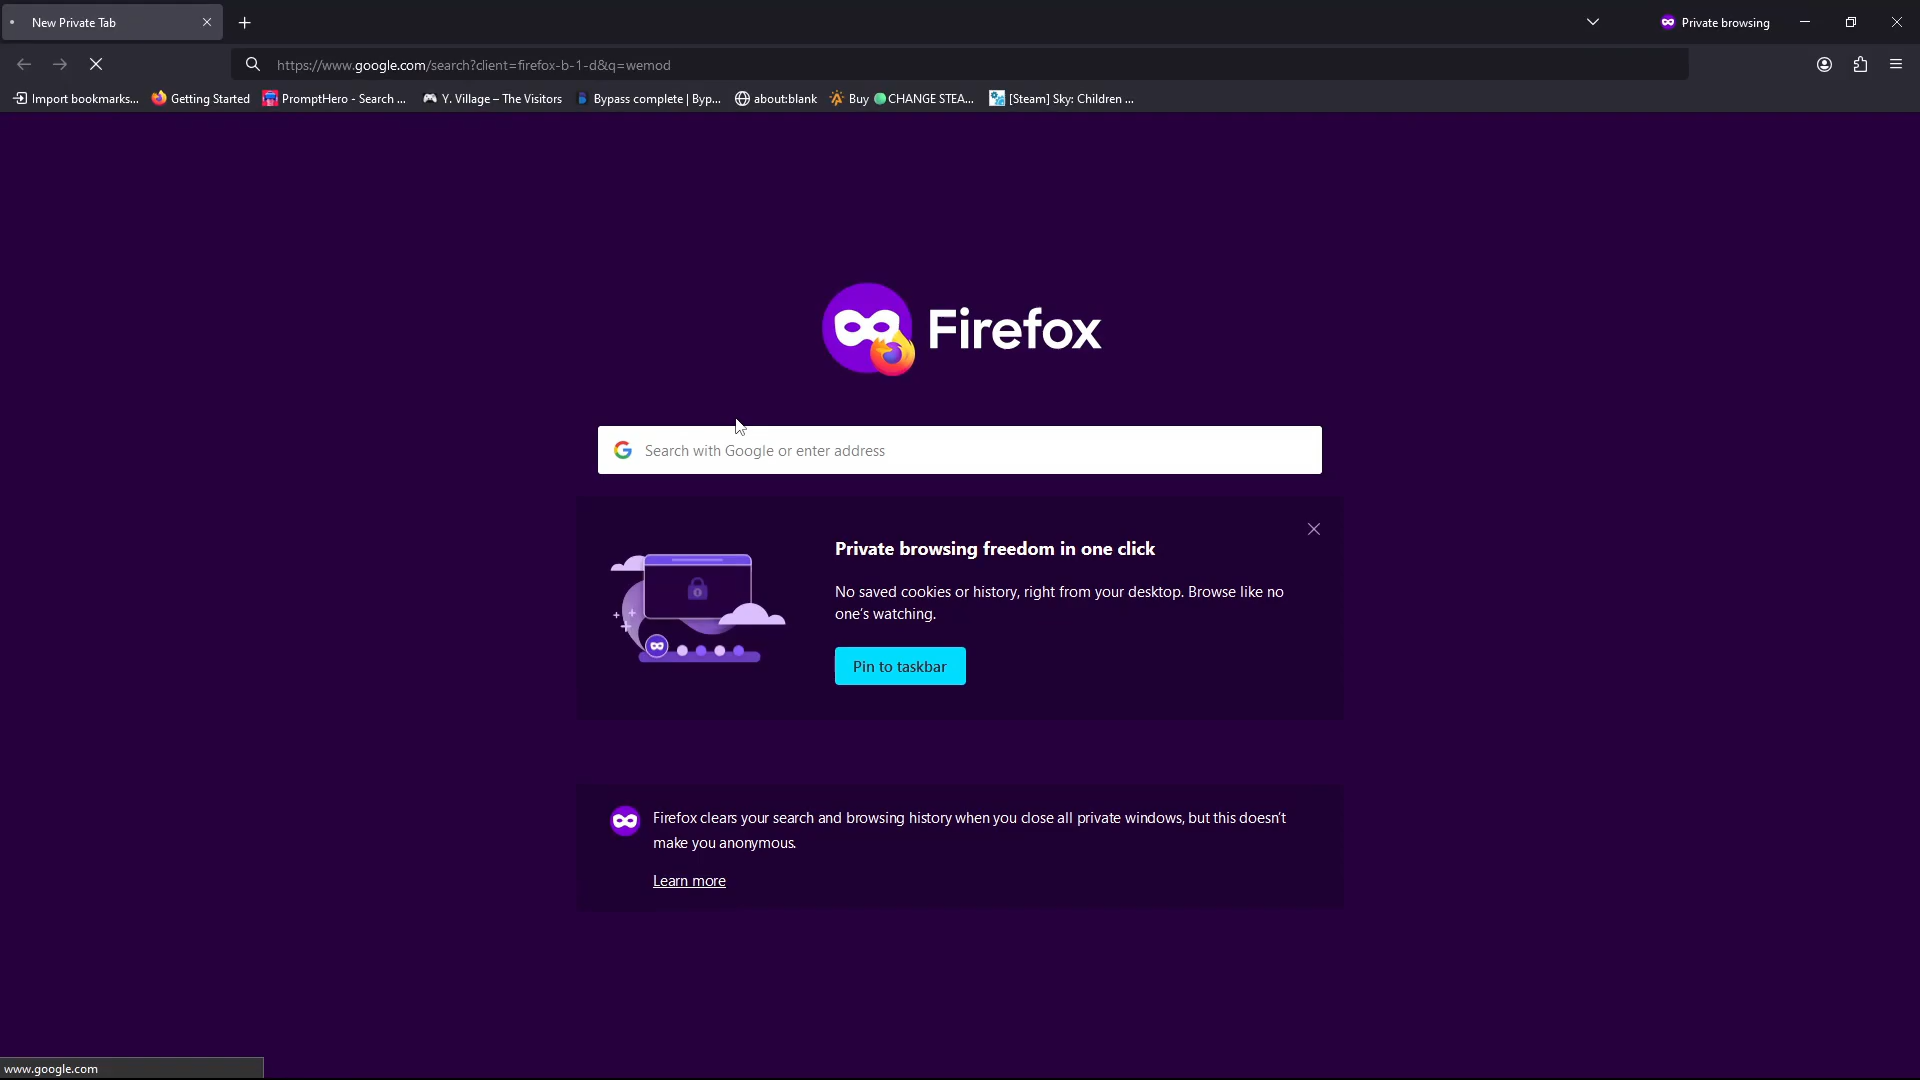 New Private Tab
Private browsing
https://www.google.com/search?client=firefox-b-1-d&q=wemod
Import bookmarks... Getting Started PromptHero - Search ... Y. Village – The Visitors Bypass complete | Byp... about:blank Buy CHANGE STEA... [Steam] Sky: Children ...
Firefox
Search with Google or enter address
Private browsing freedom in one click
No saved cookies or history, right from your desktop. Browse like no
one’s watching.
Pin to taskbar
Firefox clears your search and browsing history when you close all private windows, but this doesn’t
make you anonymous.
Learn more
www.google.com